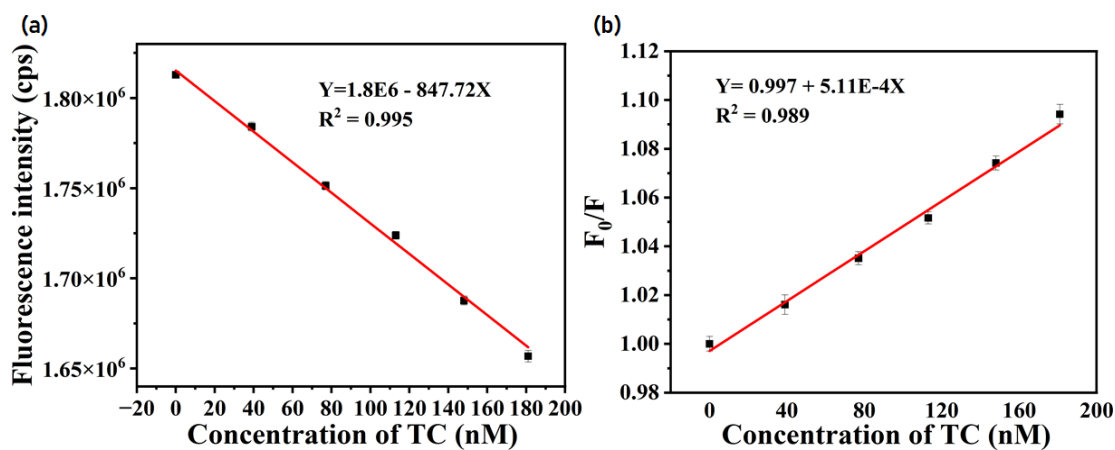 (a)
Fluorescence intensity (cps)
1.80×10⁶
1.75×10⁶
1.70×10⁶
1.65×10⁶
Y=1.8E6 - 847.72X
R² = 0.995
−20 0 20 40 60 80 100 120 140 160 180 200
Concentration of TC (nM)
(b)
F₀/F
1.12
1.10
1.08
1.06
1.04
1.02
1.00
0.98
Y= 0.997 + 5.11E-4X
R² = 0.989
0 40 80 120 160 200
Concentration of TC (nM)